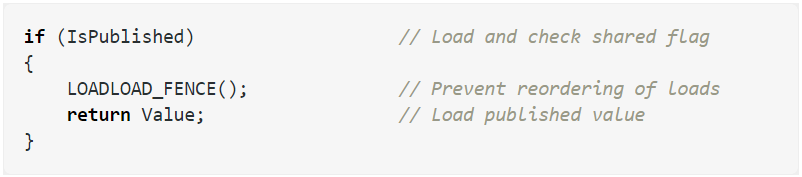 if (IsPublished)                   // Load and check shared flag
{
    LOADLOAD_FENCE();              // Prevent reordering of loads
    return Value;                  // Load published value
}